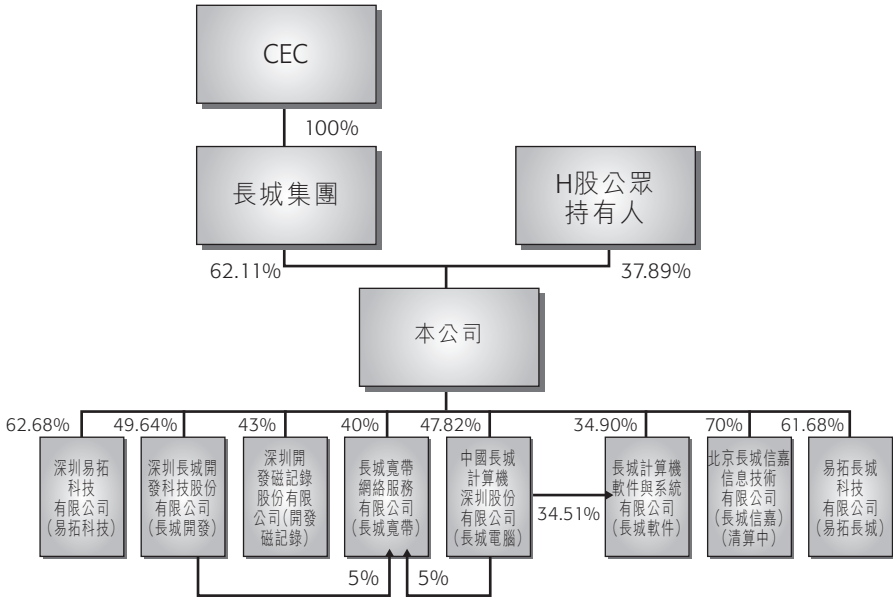 CEC
100%
長城集團
H股公眾
持有人
62.11%
37.89%
本公司
62.68%
49.64%
43%
40%
47.82%
34.90%
70%
61.68%
深圳易拓
科技
有限公司
(易拓科技)
深圳長城開
發科技股份
有限公司
(長城開發)
深圳開
發磁記錄
股份有限
公司(開發
磁記錄)
長城寬帶
網絡服務
有限公司
(長城寬帶)
中國長城
計算機
深圳股份
有限公司
(長城電腦)
34.51%
長城計算機
軟件與系統
有限公司
(長城軟件)
北京長城信嘉
信息技術
有限公司
(長城信嘉)
(清算中)
易拓長城
科技
有限公司
(易拓長城)
5%
5%